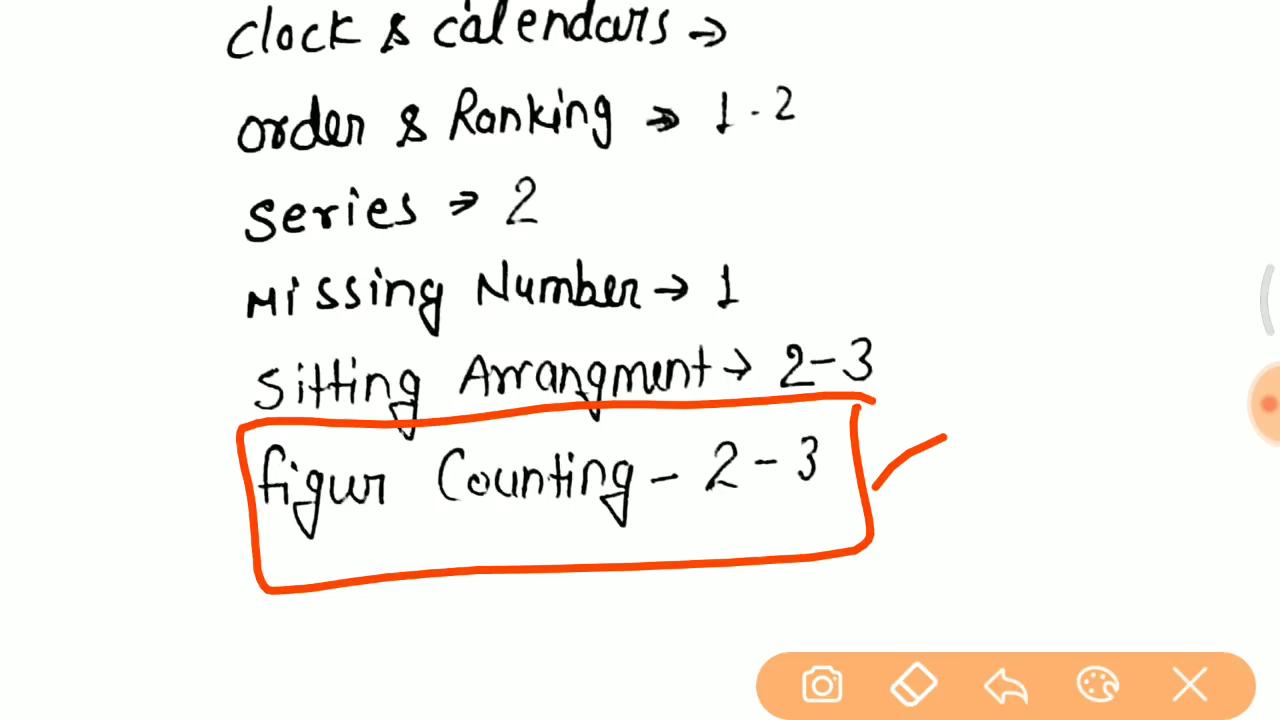 Clock & calendars →
order & Ranking → 1-2
Series → 2
Missing Number → 1
Sitting Arrangment → 2-3
figur Counting - 2-3